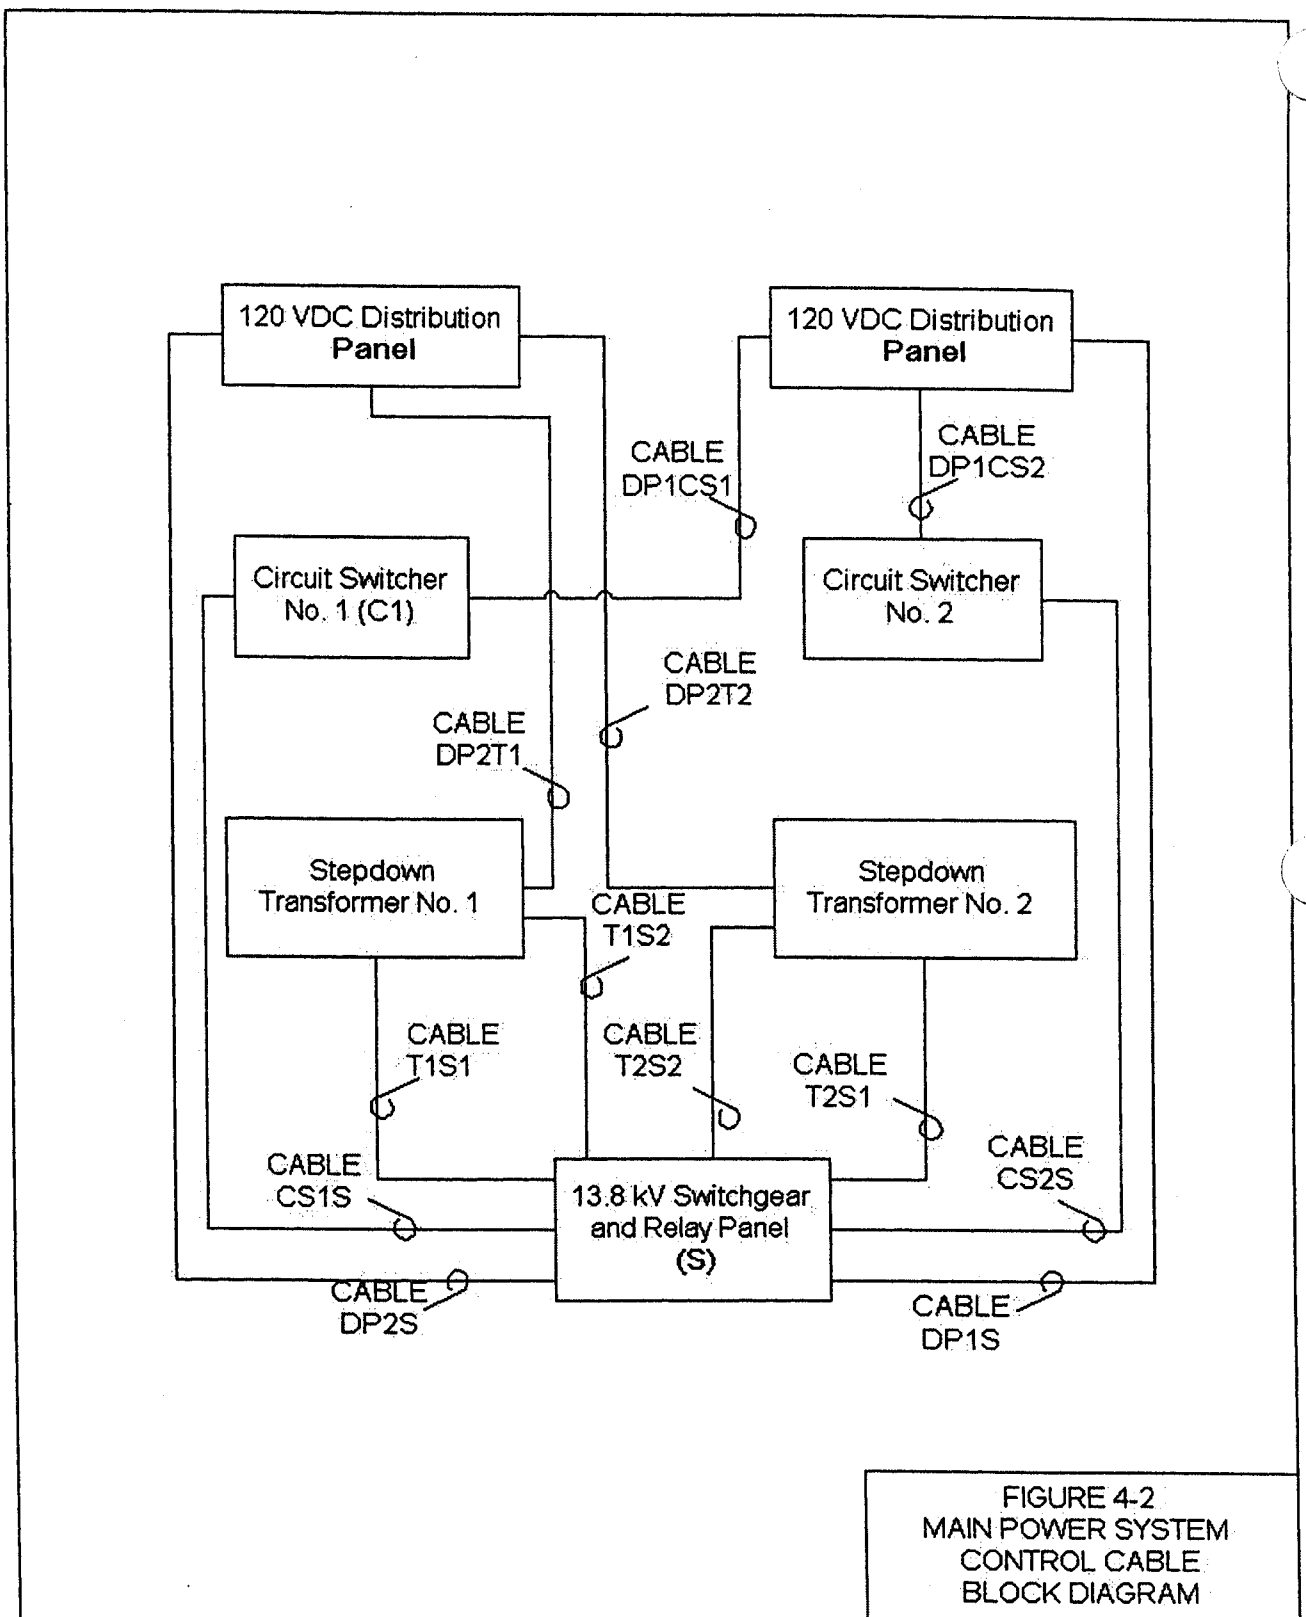 120 VDC Distribution
Panel
120 VDC Distribution
Panel
CABLE
DP1CS1
CABLE
DP1CS2
Circuit Switcher
No. 1 (C1)
Circuit Switcher
No. 2
CABLE
DP2T2
CABLE
DP2T1
Stepdown
Transformer No. 1
Stepdown
Transformer No. 2
CABLE
T1S2
CABLE
T1S1
CABLE
T2S2
CABLE
T2S1
CABLE
CS1S
CABLE
CS2S
13.8 kV Switchgear
and Relay Panel
(S)
CABLE
DP2S
CABLE
DP1S
FIGURE 4-2
MAIN POWER SYSTEM
CONTROL CABLE
BLOCK DIAGRAM